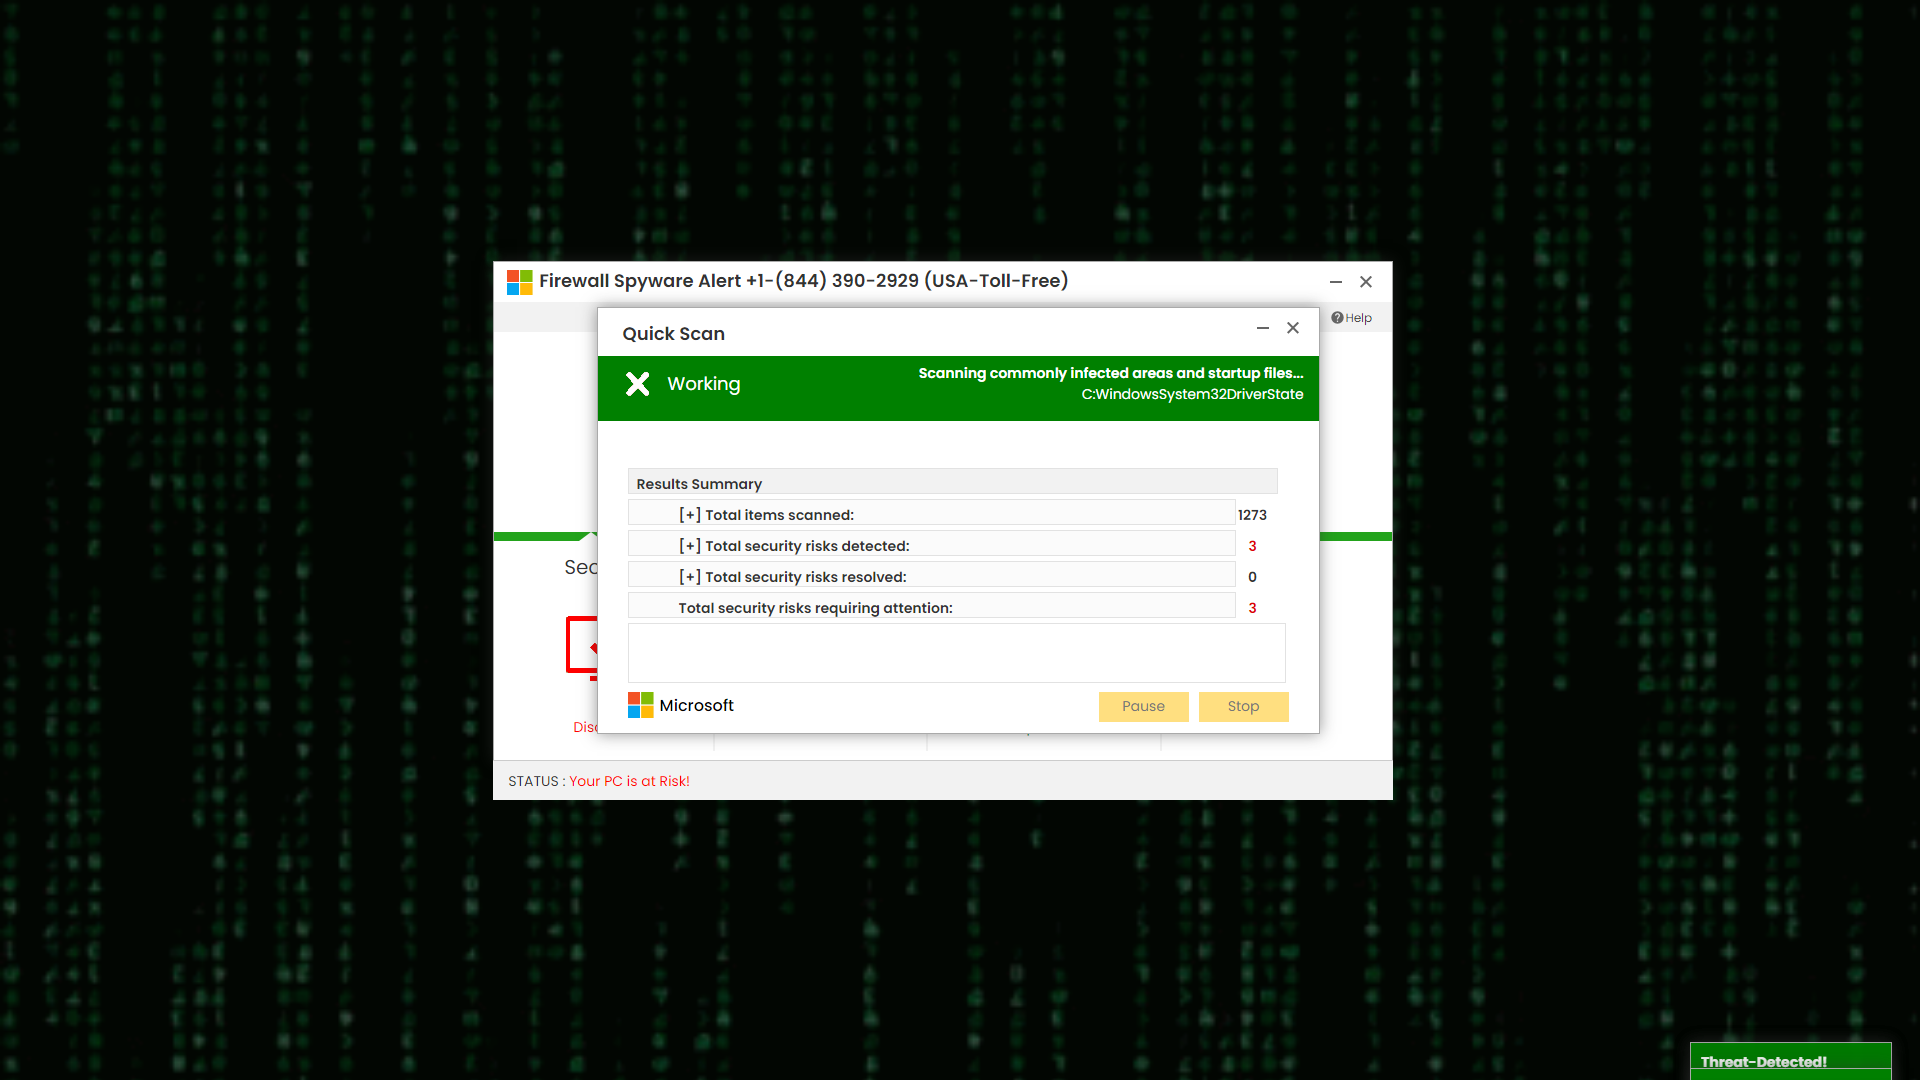 Firewall Spyware Alert +1-(844) 390-2929 (USA-Toll-Free)
Help
Quick Scan
Working
Scanning commonly infected areas and startup files...
C:WindowsSystem32DriverState
Results Summary
[+] Total items scanned: 1273
[+] Total security risks detected: 3
[+] Total security risks resolved: 0
Total security risks requiring attention: 3
Sec
Disc
Microsoft
Pause
Stop
STATUS : Your PC is at Risk!
Threat-Detected!